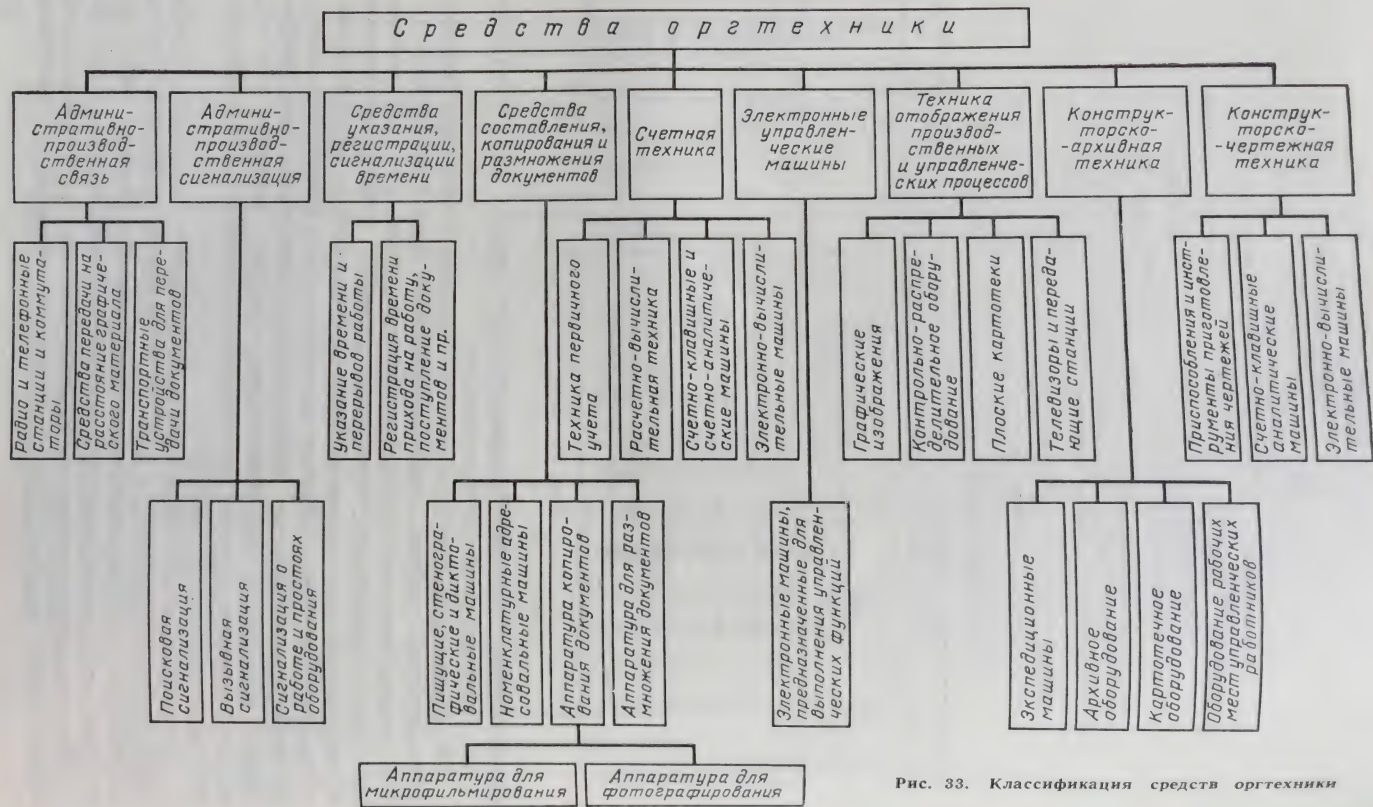 Средства оргтехники
Админи-
стративно-
производ-
ственная
связь
Админи-
стративно-
производ-
ственная
сигнализация
Средства
указания,
регистрации,
сигнализации
времени
Средства
составления,
копирования и
размножения
документов
Счетная
техника
Электронные
управлен-
ческие
машины
Техника
отображения
производ-
ственных
и управленче-
ских процессов
Конструк-
торско-
-архивная
техника
Конструк-
торско-
-чертежная
техника
Радио и телефонные
станции и коммута-
торы
Средства передачи на
расстояние графиче-
ского материала
Транспортные
устройства для пере-
дачи документов
Указание времени и
перерывов работы
Регистрация времени
прихода на работу,
поступление доку-
ментов и пр.
Техника первичного
учета
Расчетно-вычисли-
тельная техника
Счетно-клавишные и
счетно-аналитиче-
ские машины
Электронно-вычисли-
тельные машины
Графические
изображения
Контрольно-распре-
делительное обору-
дование
Плоские картотеки
Телевизоры и переда-
ющие станции
Приспособления и инст-
рументы приготовле-
ния чертежей
Счетно-клавишные
аналитические
машины
Электронно-вычисли-
тельные машины
Поисковая
сигнализация
Вызывная
сигнализация
Сигнализация о
работе и простоях
оборудования
Пишущие, стеногра-
фические и дикто-
вальные машины
Номенклатурные адре-
совальные машины
Аппаратура копиро-
вания документов
Аппаратура для раз-
множения документов
Электронные машины,
предназначенные для
выполнения управлен-
ческих функций
Экспедиционные
машины
Архивное
оборудование
Картотечное
оборудование
Оборудование рабочих
мест управленческих
работников
Аппаратура для
микрофильмирования
Аппаратура для
фотографирования
Рис. 33. Классификация средств оргтехники